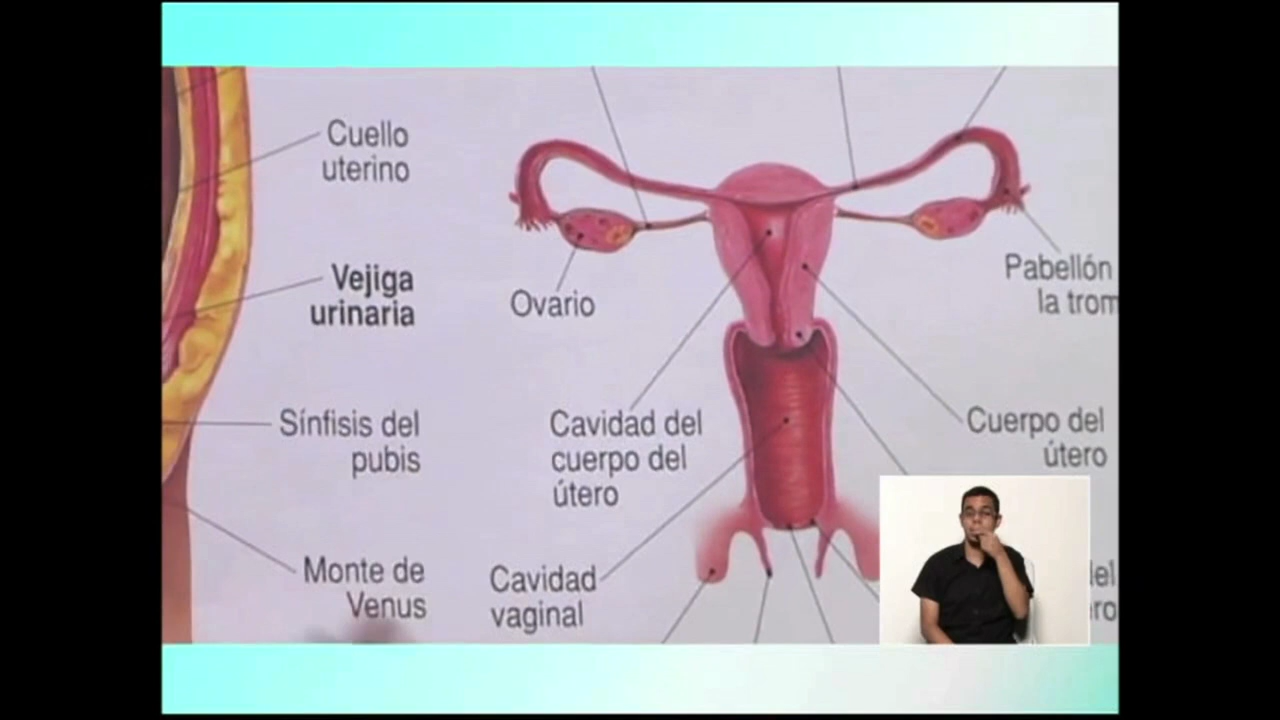 Cuello
uterino
Vejiga
urinaria
Sínfisis del
pubis
Monte de
Venus
Ovario
Cavidad del
cuerpo del
útero
Cavidad
vaginal
Pabellón
la trom
Cuerpo del
útero